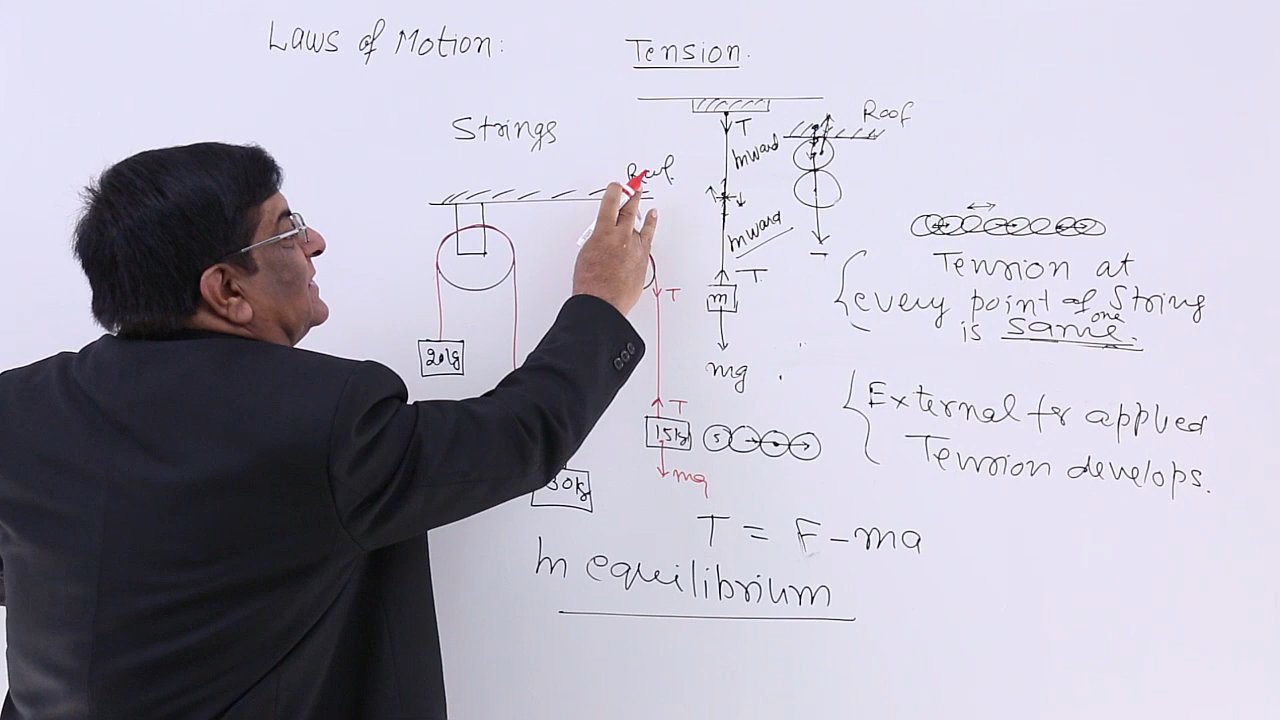 Laws of Motion:
Tension.
Strings
Roof.
20kg
T
T
15kg
mg
30kg
T
Inward
Inward
T
m
mg
Roof
Tension at
every point of one String
is same.
External for applied
Tension develops.
S
T = F - ma
In equilibrium